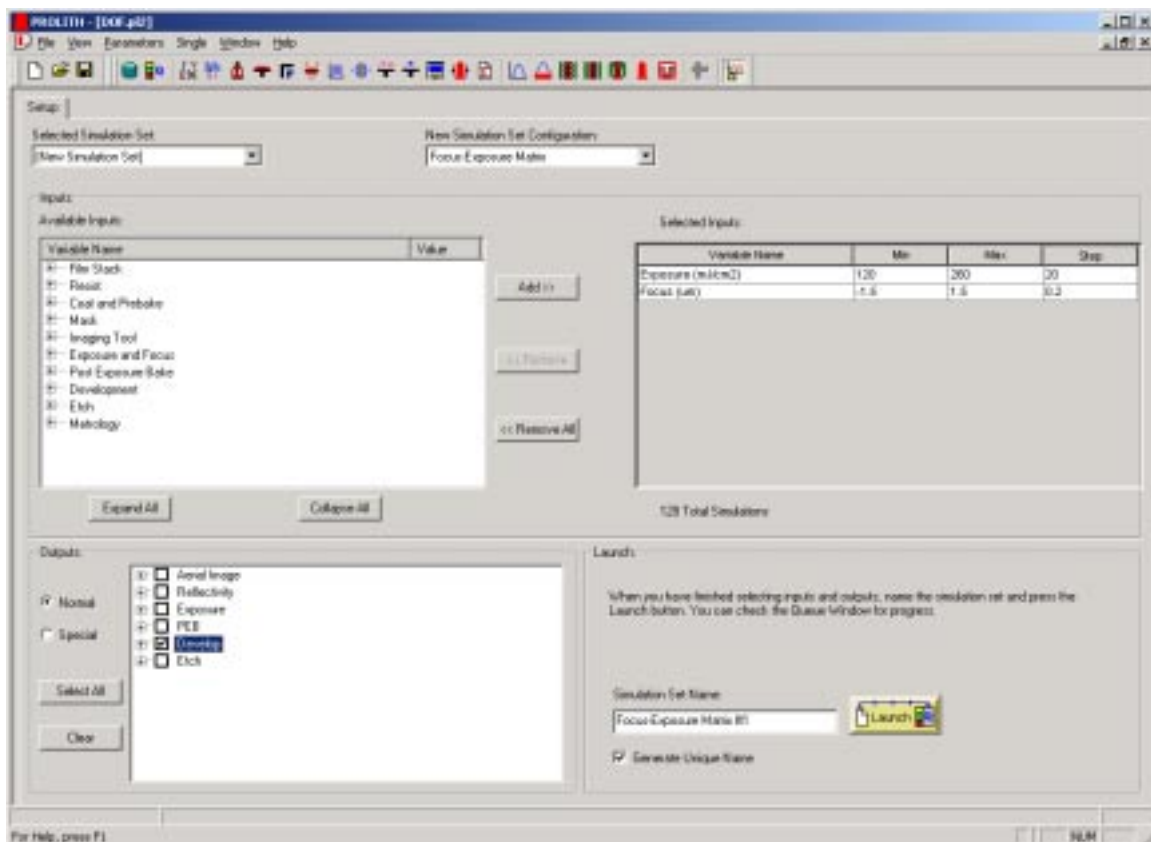 PROLITH - [DOF.pl2]
File View Parameters Single Window Help
Setup
Selected Simulation Set
New Simulation Set Configuration
[New Simulation Set]
Focus Exposure Matrix
Inputs
Available Inputs
Selected Inputs
Variable Name Value
Variable Name Min Max Step
Film Stack
Exposure (mJ/cm2) 120 260 20
Resist
Focus (um) -1.5 1.5 0.2
Coat and Prebake
Mask
Add >>
Imaging Tool
Exposure and Focus
<< Remove
Post Exposure Bake
Development
Etch
Metrology
<< Remove All
Expand All
Collapse All
128 Total Simulations
Outputs
Launch
Normal
Special
Select All
Clear
Aerial Image
Reflectivity
Exposure
PEB
Develop
Etch
When you have finished selecting inputs and outputs, name the simulation set and press the
Launch button. You can check the Queue Window for progress.
Simulation Set Name
Focus Exposure Matrix #1
Launch
Generate Unique Name
For Help, press F1
NUM